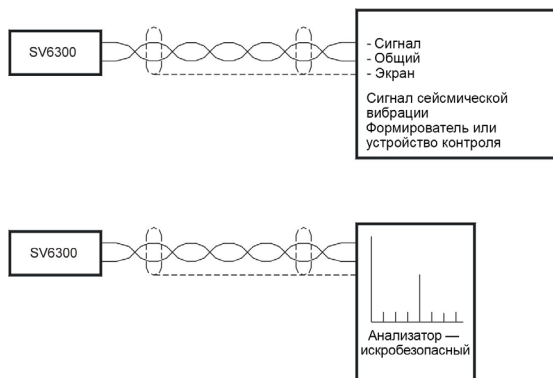 SV6300
- Сигнал
- Общий
- Экран
Сигнал сейсмической
вибрации
Формирователь или
устройство контроля
SV6300
Анализатор —
искробезопасный